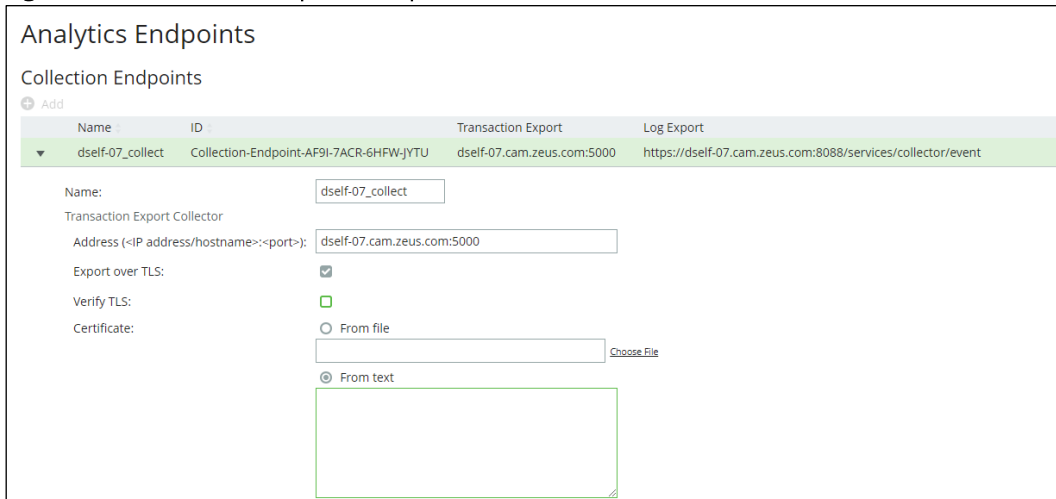 Analytics Endpoints
Collection Endpoints
Add
Name ID Transaction Export Log Export
dself-07_collect Collection-Endpoint-AF9I-7ACR-6HFW-JYTU dself-07.cam.zeus.com:5000 https://dself-07.cam.zeus.com:8088/services/collector/event
Name: dself-07_collect
Transaction Export Collector
Address (<IP address/hostname>:<port>): dself-07.cam.zeus.com:5000
Export over TLS:
Verify TLS:
Certificate: From file
Choose File
From text